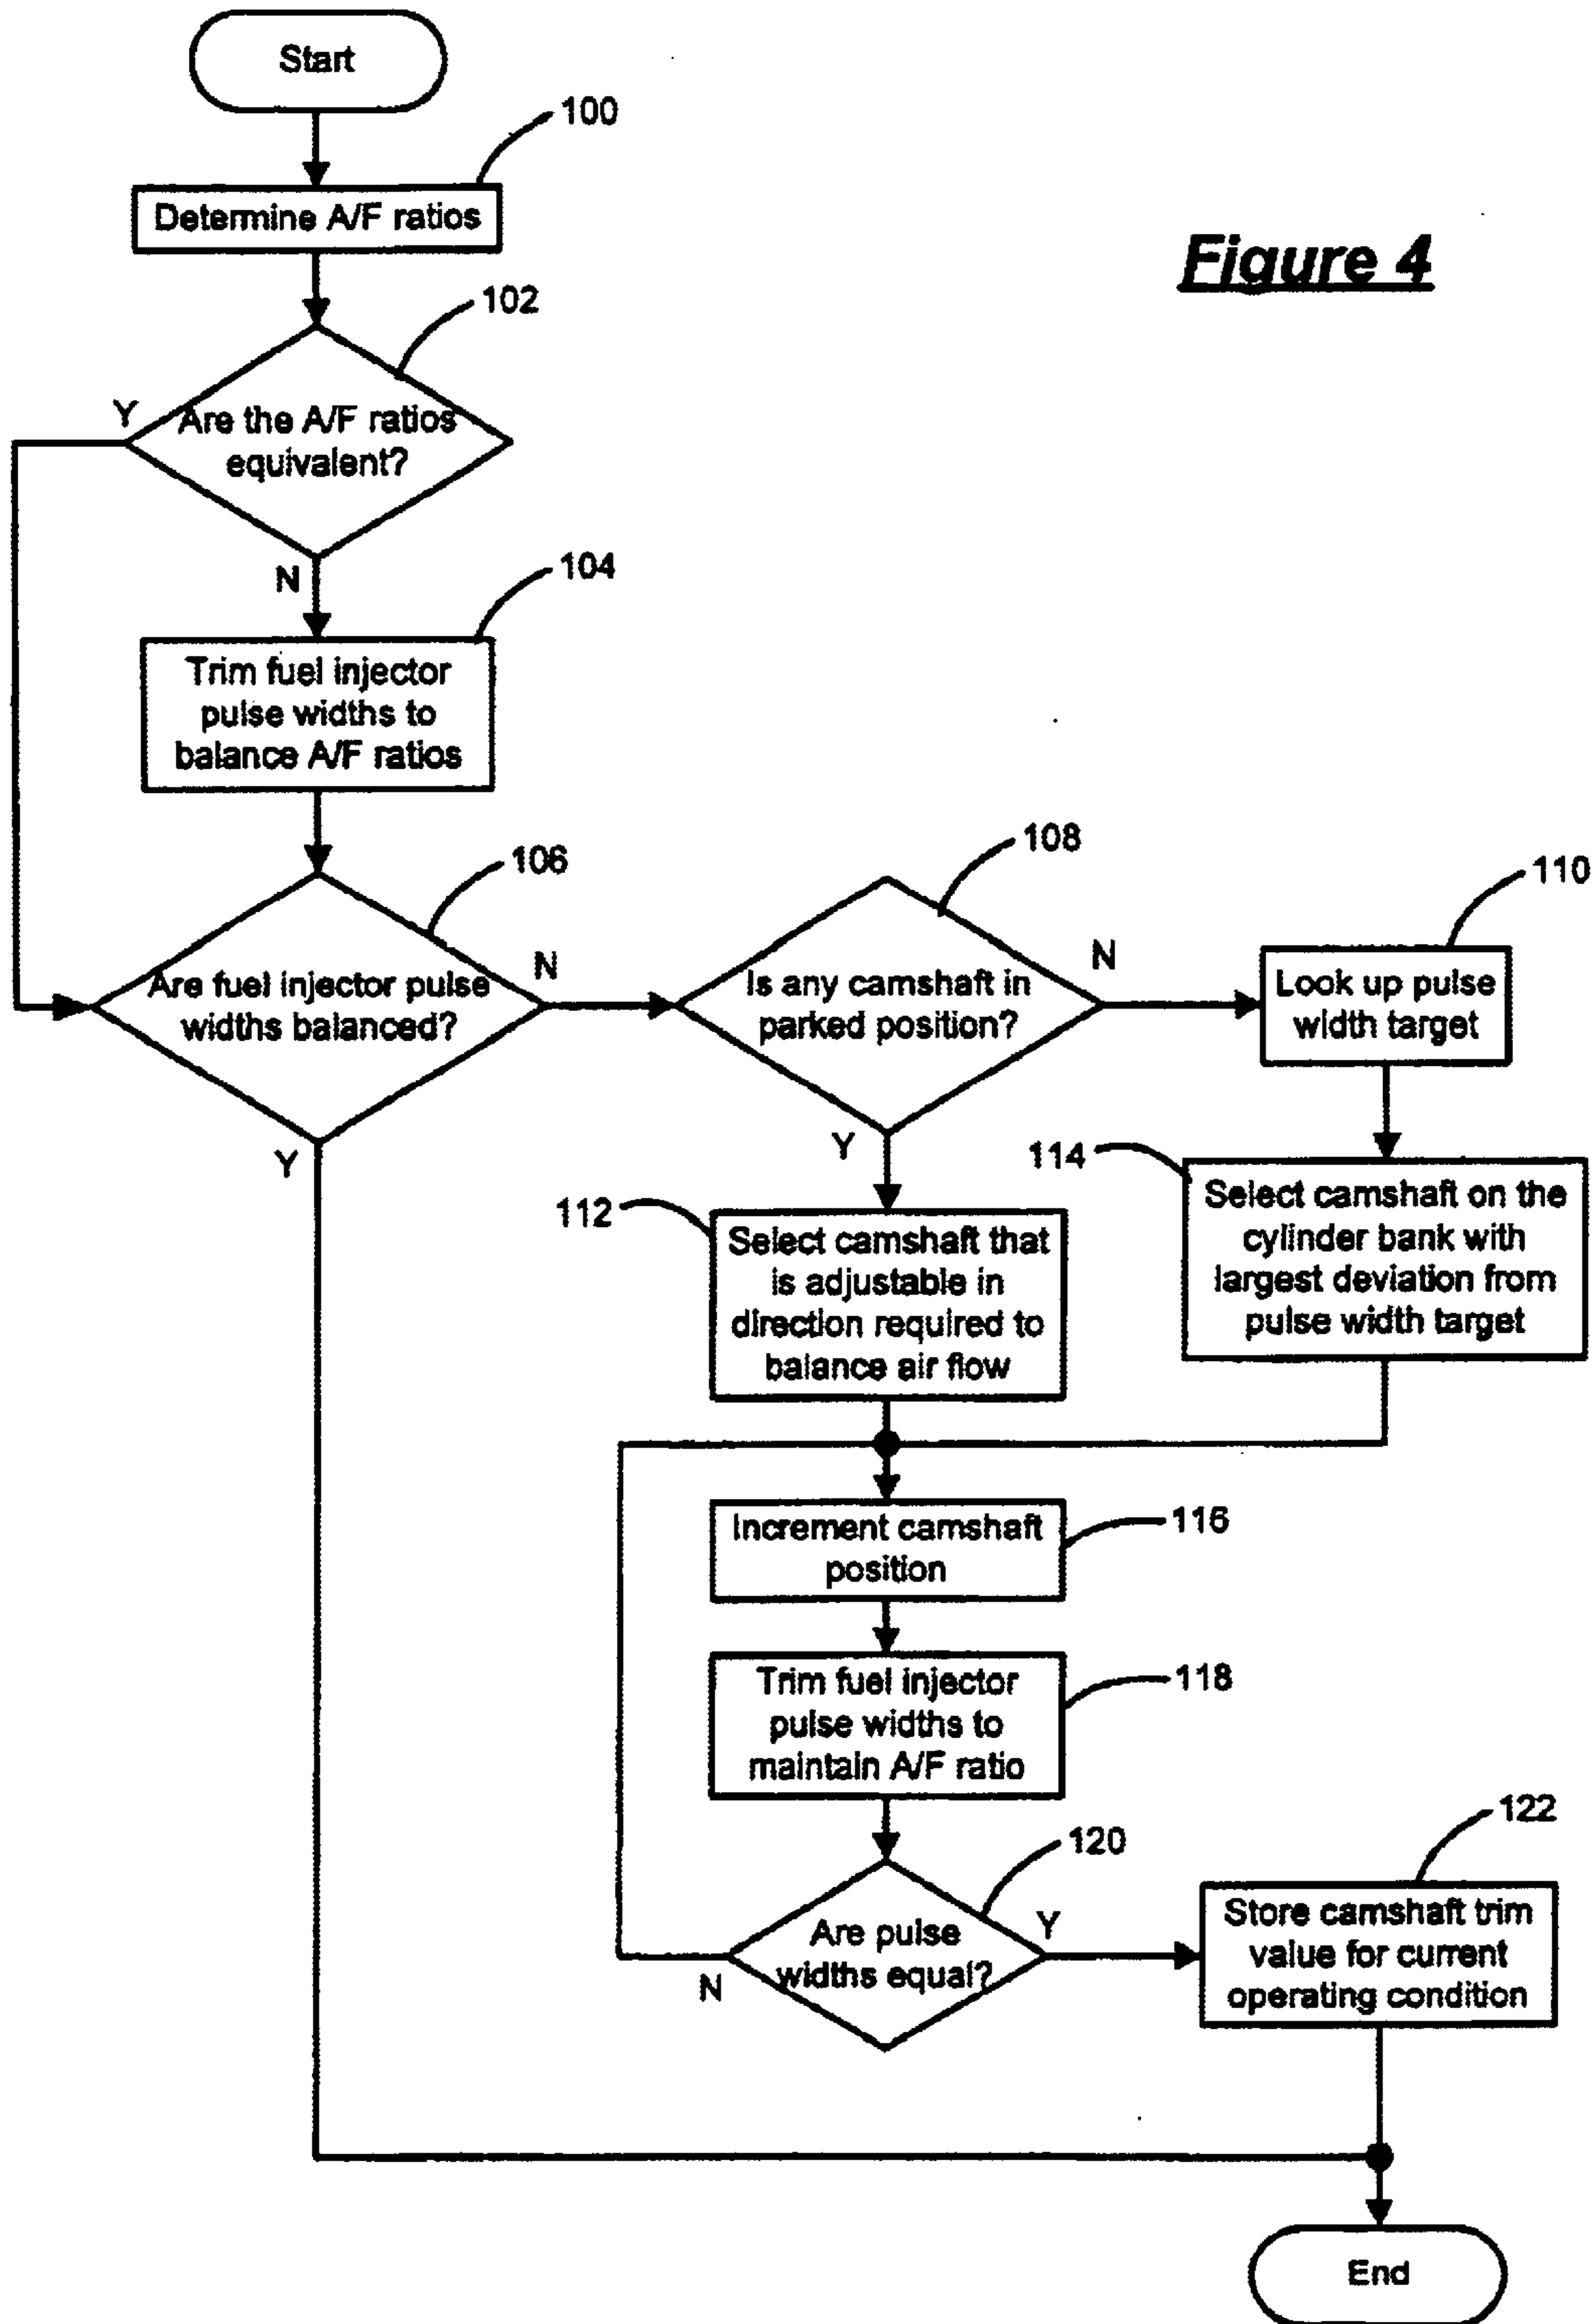 Start
100
Determine A/F ratios
Figure 4
102
Y
Are the A/F ratios
equivalent?
N
104
Trim fuel injector
pulse widths to
balance A/F ratios
106
Are fuel injector pulse
widths balanced?
N
Y
108
Is any camshaft in
parked position?
N
Y
110
Look up pulse
width target
112
Select camshaft that
is adjustable in
direction required to
balance air flow
114
Select camshaft on the
cylinder bank with
largest deviation from
pulse width target
116
Increment camshaft
position
118
Trim fuel injector
pulse widths to
maintain A/F ratio
120
Are pulse
widths equal?
Y
N
122
Store camshaft trim
value for current
operating condition
End